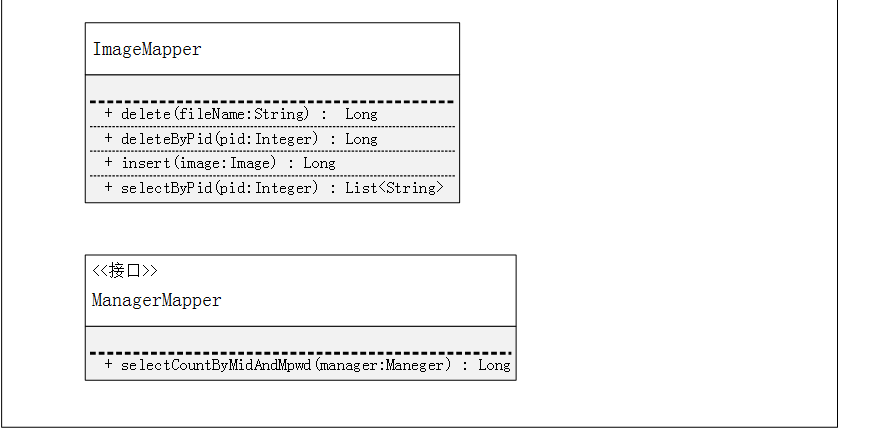 ImageMapper
+ delete(fileName:String) : Long
+ deleteByPid(pid:Integer) : Long
+ insert(image:Image) : Long
+ selectByPid(pid:Integer) : List<String>
<<接口>>
ManagerMapper
+ selectCountByMidAndMpwd(manager:Maneger) : Long